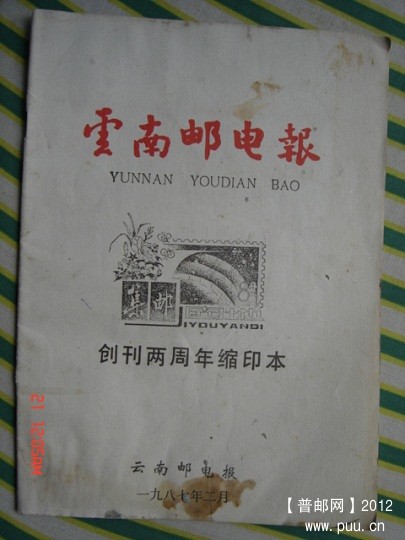 雲南邮电報
YUNNAN YOUDIAN BAO
集邮
JIYOUYANDI
创刊两周年缩印本
云南邮电报
一九八七年二月
【普邮网】2012
www.puu.cn